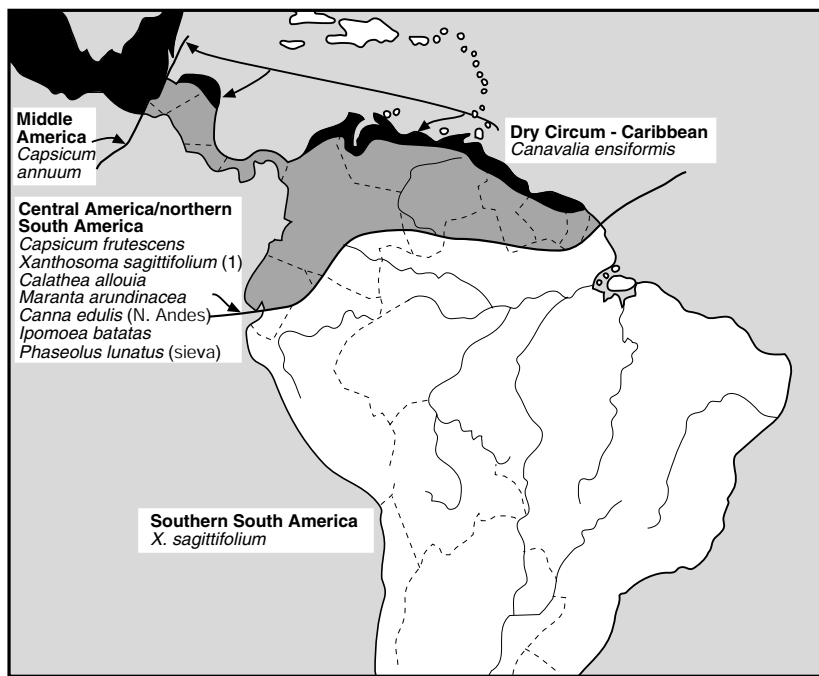 Middle
America
Capsicum
annuum
Dry Circum - Caribbean
Canavalia ensiformis
Central America/northern
South America
Capsicum frutescens
Xanthosoma sagittifolium (1)
Calathea allouia
Maranta arundinacea
Canna edulis (N. Andes)
Ipomoea batatas
Phaseolus lunatus (sieva)
Southern South America
X. sagittifolium